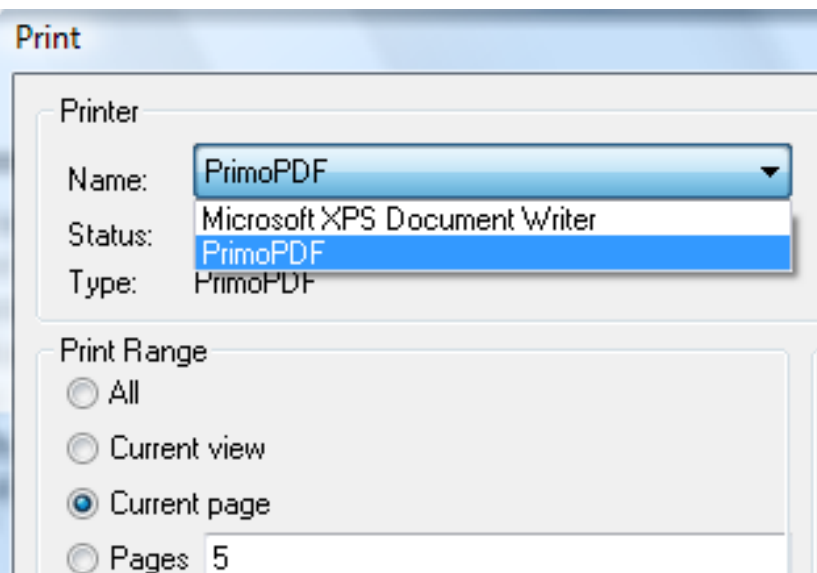 Print
Printer
Name: PrimoPDF
Microsoft XPS Document Writer
Status:
PrimoPDF
Type: PrimoPDF
Print Range
All
Current view
Current page
Pages 5